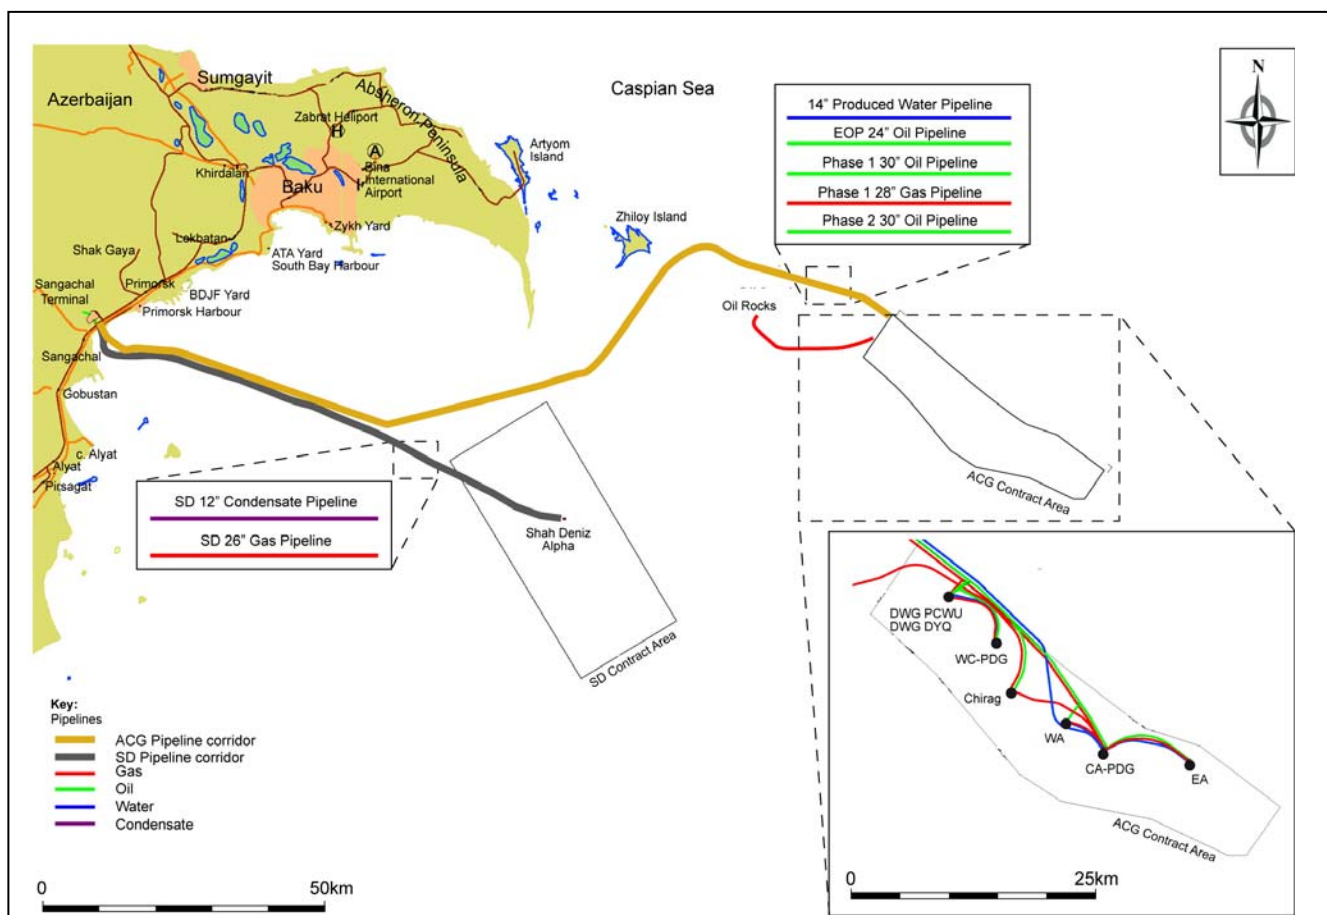 N
Sumgayit
Azerbaijan
Caspian Sea
Absheron Peninsula
Zabrat Heliport
H
A
Artyom
Island
Bina
International
Airport
Khirdalan
Baku
Zhiloy Island
Zykh Yard
Lokbatan
Shak Gaya
ATA Yard
South Bay Harbour
Sangachal
Terminal
Primorsk
BDJF Yard
Primorsk Harbour
Sangachal
Gobustan
c. Alyat
Alyat
Pirsagat
14" Produced Water Pipeline
EOP 24" Oil Pipeline
Phase 1 30" Oil Pipeline
Phase 1 28" Gas Pipeline
Phase 2 30" Oil Pipeline
Oil Rocks
ACG Contract Area
SD 12" Condensate Pipeline
SD 26" Gas Pipeline
Shah Deniz
Alpha
SD Contract Area
DWG PCWU
DWG DYQ
WC-PDG
Chirag
WA
CA-PDG
EA
ACG Contract Area
0
25km
Key:
Pipelines
ACG Pipeline corridor
SD Pipeline corridor
Gas
Oil
Water
Condensate
0
50km